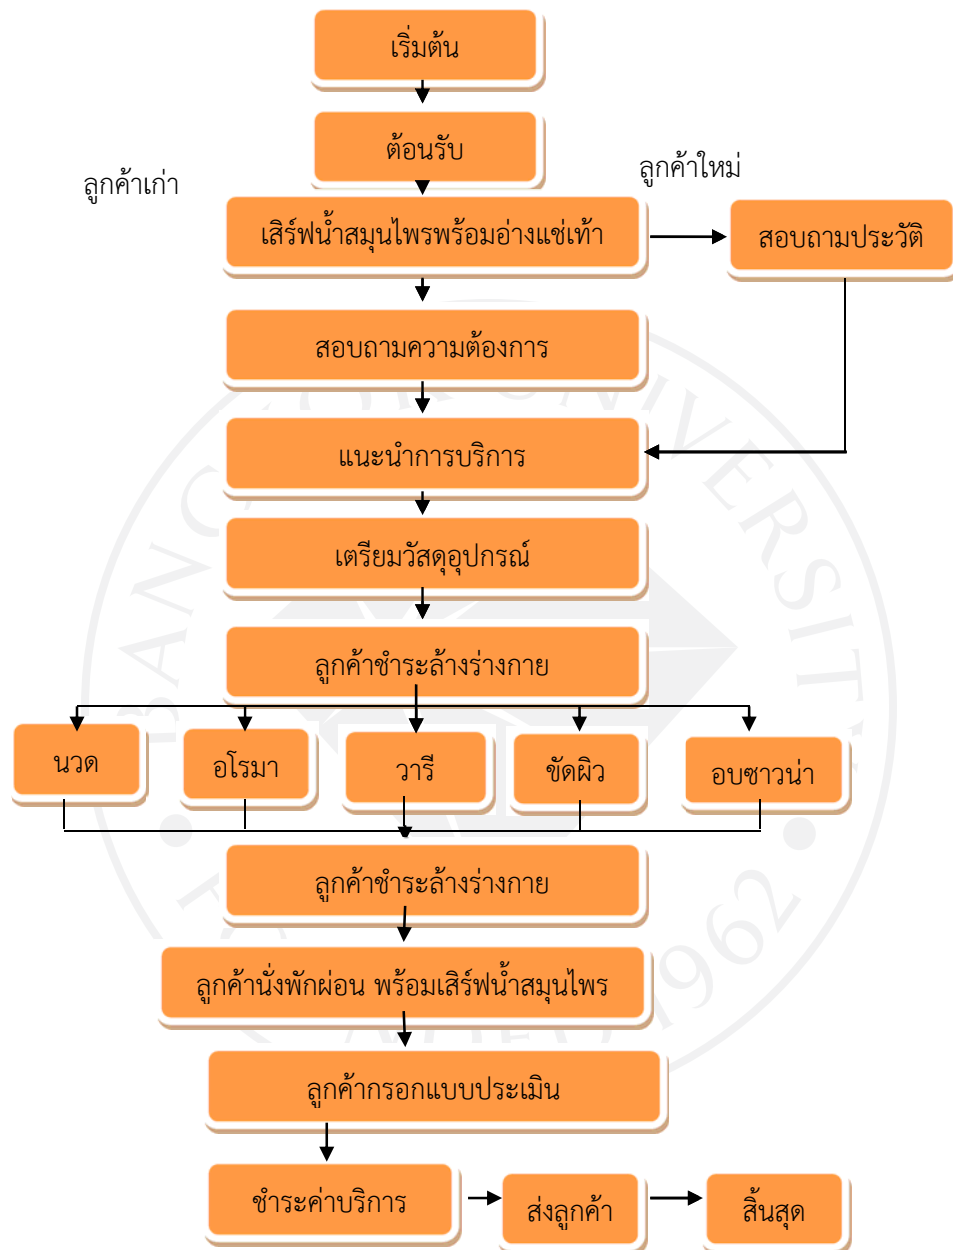 เริ่มต้น
ต้อนรับ
ลูกค้าเก่า
ลูกค้าใหม่
เสิร์ฟน้ำสมุนไพรพร้อมอ่างแช่เท้า
สอบถามประวัติ
สอบถามความต้องการ
แนะนำการบริการ
เตรียมวัสดุอุปกรณ์
ลูกค้าชำระล้างร่างกาย
นวด
อโรมา
วารี
ขัดผิว
อบซาวน่า
ลูกค้าชำระล้างร่างกาย
ลูกค้านั่งพักผ่อน พร้อมเสิร์ฟน้ำสมุนไพร
ลูกค้ากรอกแบบประเมิน
ชำระค่าบริการ
ส่งลูกค้า
สิ้นสุด
UNIVERSITY
1962